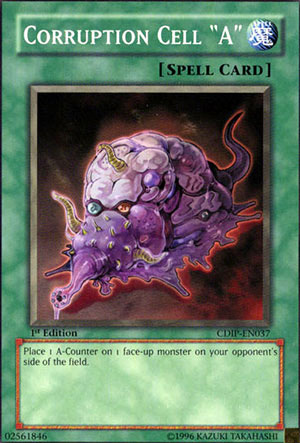 CORRUPTION CELL "A"
魔
[SPELL CARD]
1st Edition
CDIP-EN037
Place 1 A-Counter on 1 face-up monster on your opponent's
side of the field.
02561846
©1996 KAZUKI TAKAHASHI